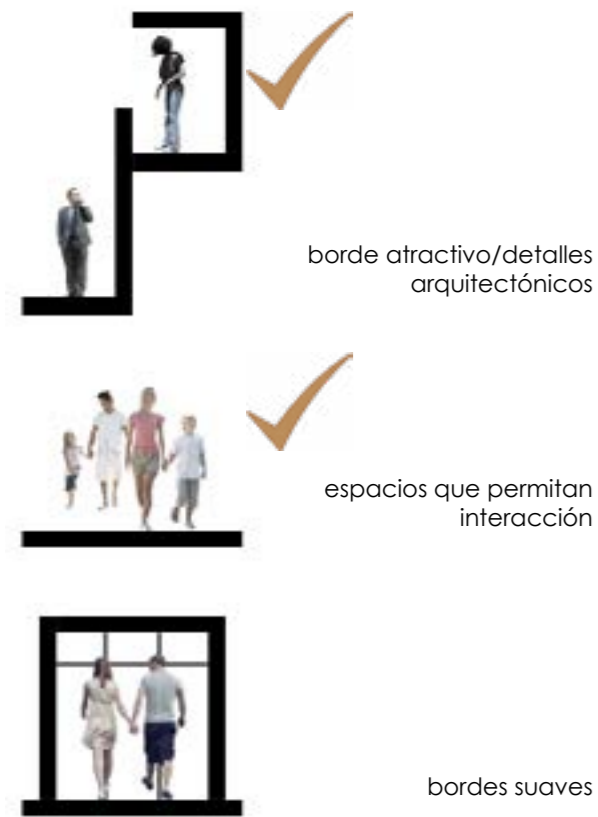 borde atractivo/detalles
arquitectónicos
espacios que permitan
interacción
bordes suaves